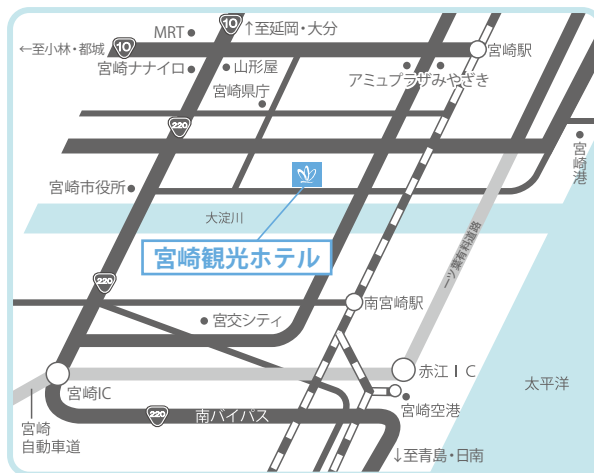 10
MRT
↑至延岡・大分
←至小林・都城
10
宮崎駅
宮崎ナナイロ
山形屋
アミュプラザみやざき
宮崎県庁
220
宮崎港
宮崎市役所
大淀川
宮崎観光ホテル
一ツ葉有料道路
220
南宮崎駅
宮交シティ
赤江IC
太平洋
宮崎IC
宮崎空港
220
南バイパス
宮崎
自動車道
↓至青島・日南